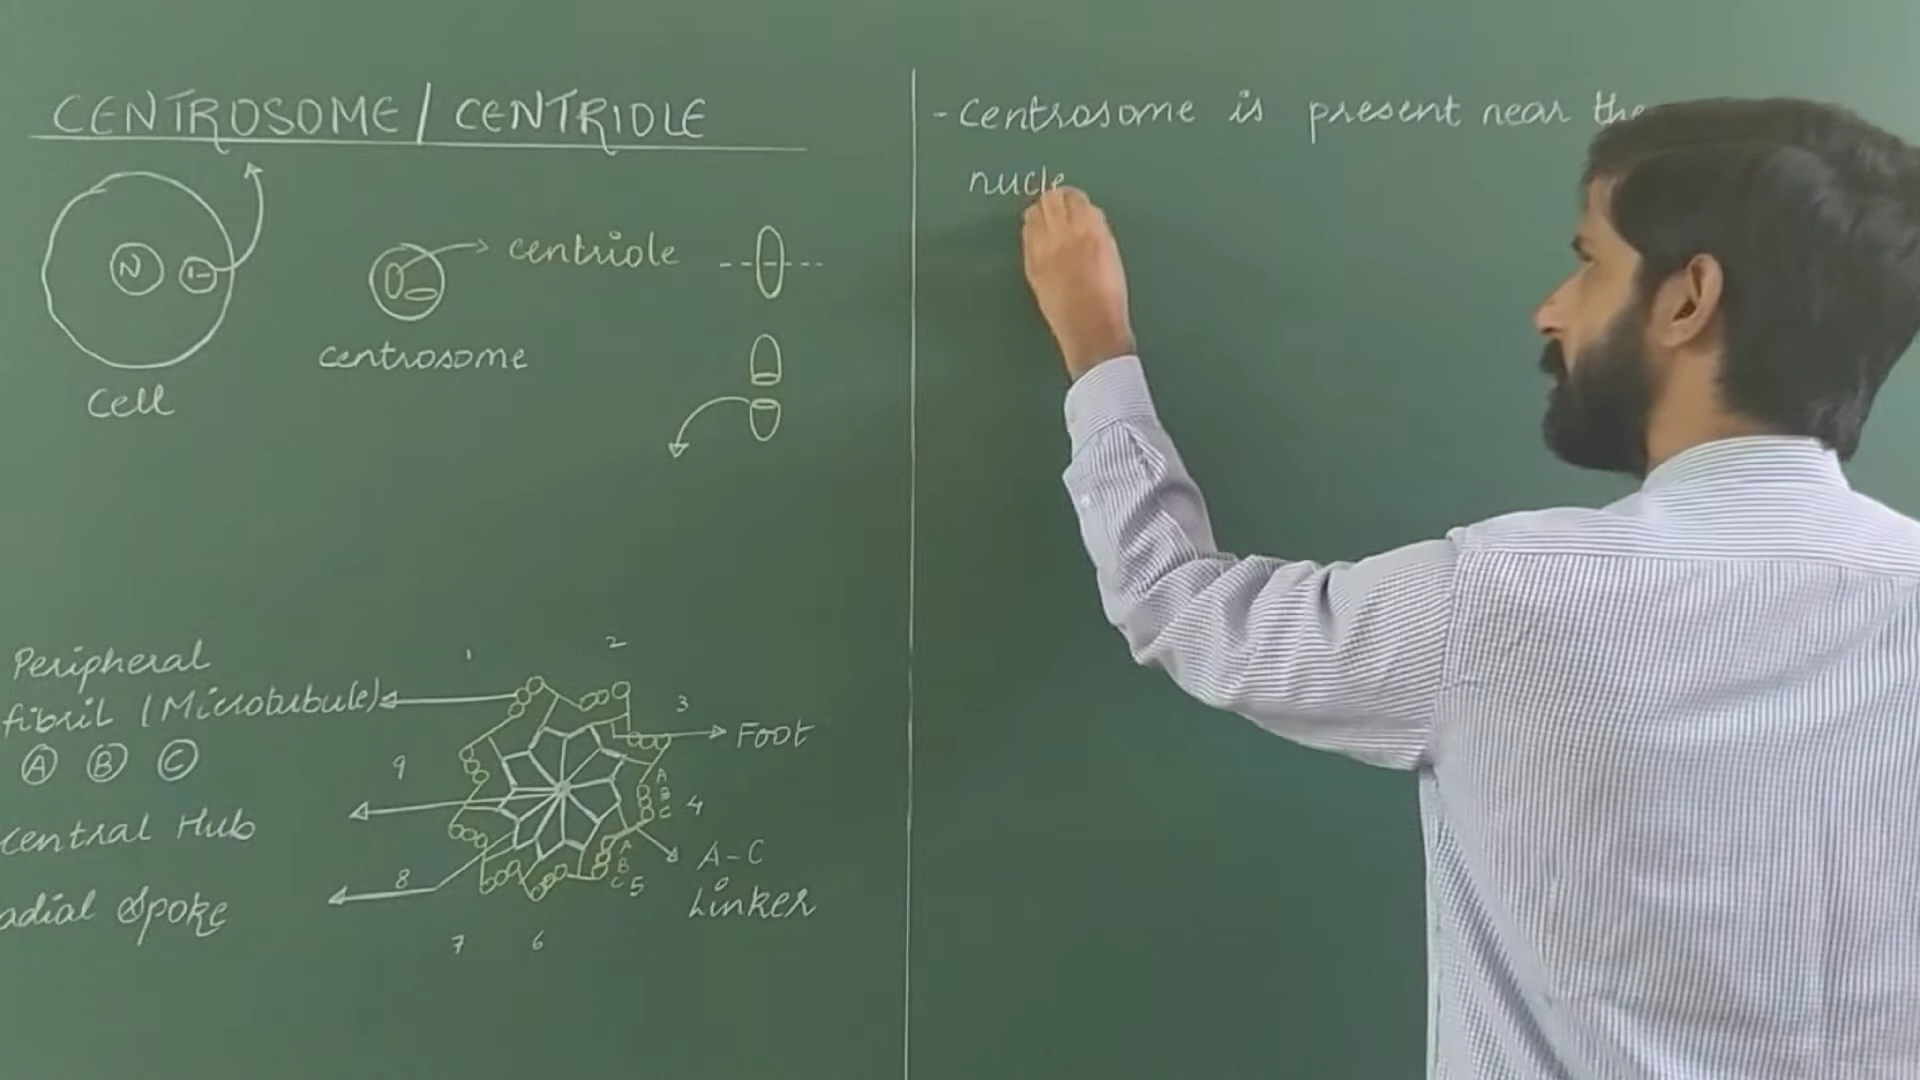 CENTROSOME / CENTRIOLE
N
centriole
centrosome
cell
Peripheral
fibril (Microtubule)
A B C
central Hub
adial Spoke
1
2
3
Foot
9
A
B
C
4
A
B
C
5
A-C
Linker
8
7
6
- Centrosome is present near the
nucle